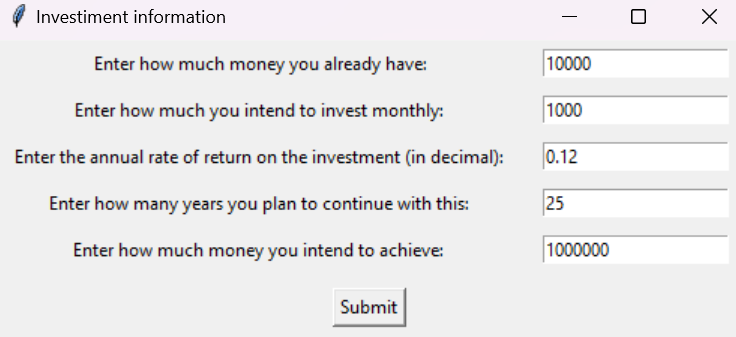 Investiment information
Enter how much money you already have: 10000
Enter how much you intend to invest monthly: 1000
Enter the annual rate of return on the investment (in decimal): 0.12
Enter how many years you plan to continue with this: 25
Enter how much money you intend to achieve: 1000000
Submit